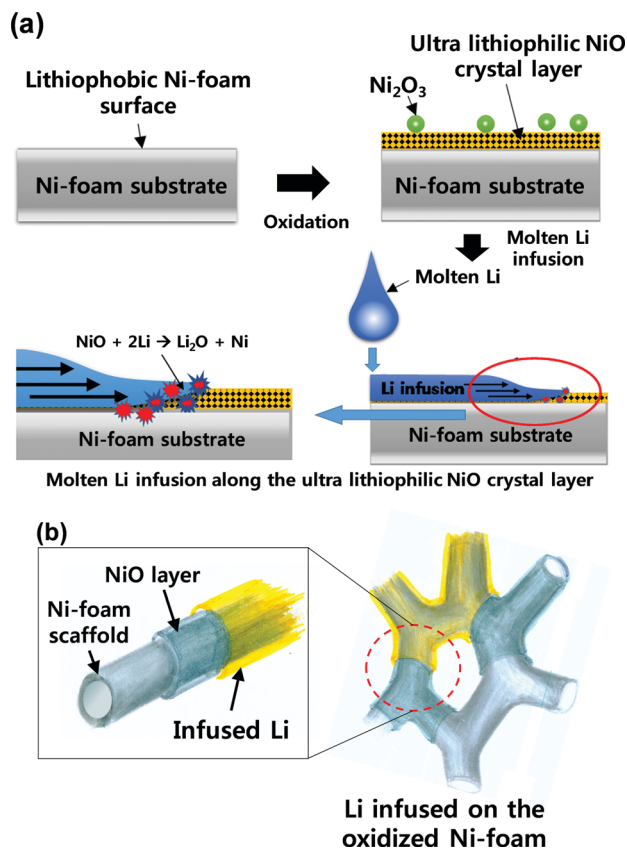 (a)
Lithiophobic Ni-foam
surface
Ni-foam substrate
Oxidation
Ultra lithiophilic NiO
crystal layer
Ni₂O₃
Ni-foam substrate
Molten Li
infusion
Molten Li
NiO + 2Li → Li₂O + Ni
Ni-foam substrate
Li infusion
Ni-foam substrate
Molten Li infusion along the ultra lithiophilic NiO crystal layer
(b)
NiO layer
Ni-foam
scaffold
Infused Li
Li infused on the
oxidized Ni-foam